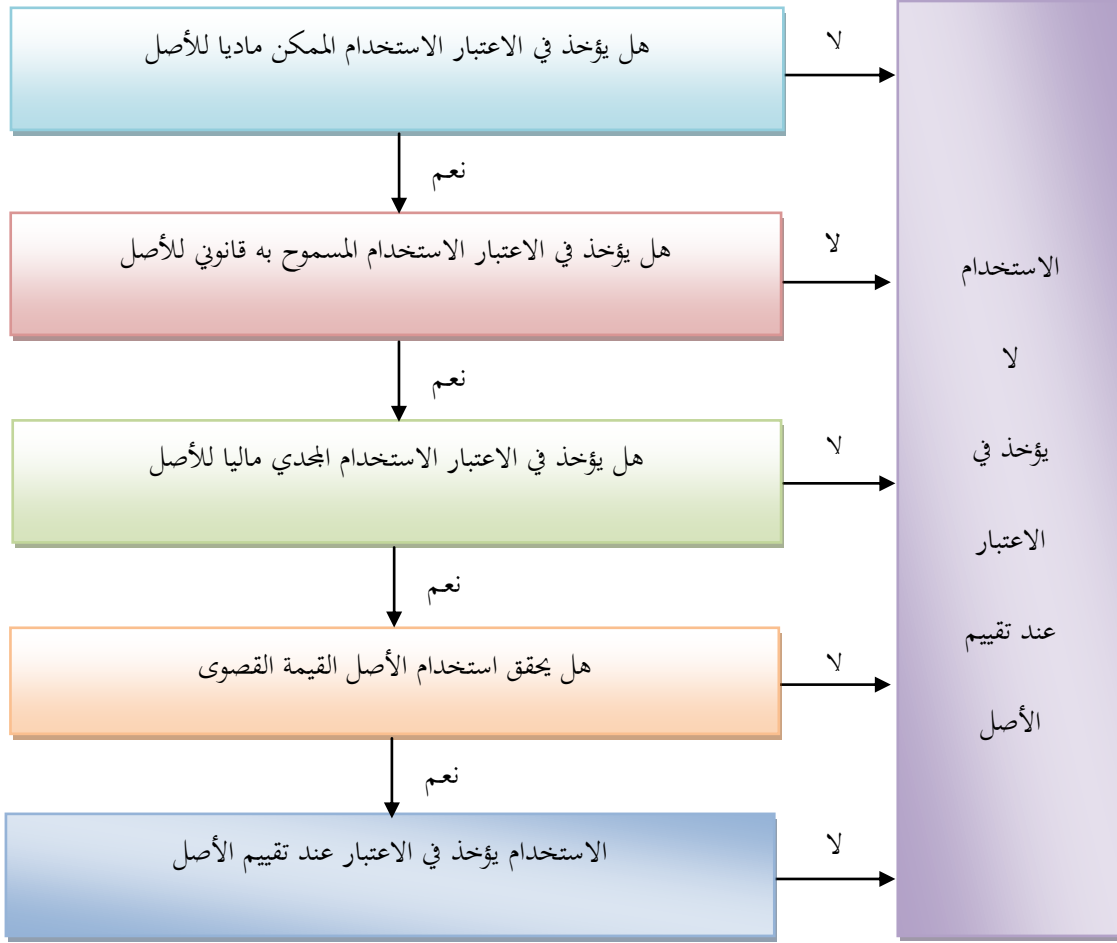 هل يؤخذ في الاعتبار الاستخدام الممكن ماديا للأصل
لا
نعم
هل يؤخذ في الاعتبار الاستخدام المسموح به قانوني للأصل
لا
نعم
هل يؤخذ في الاعتبار الاستخدام المجدي ماليا للأصل
لا
نعم
هل يحقق استخدام الأصل القيمة القصوى
لا
نعم
الاستخدام يؤخذ في الاعتبار عند تقييم الأصل
لا
الاستخدام
لا
يؤخذ في
الاعتبار
عند تقييم
الأصل